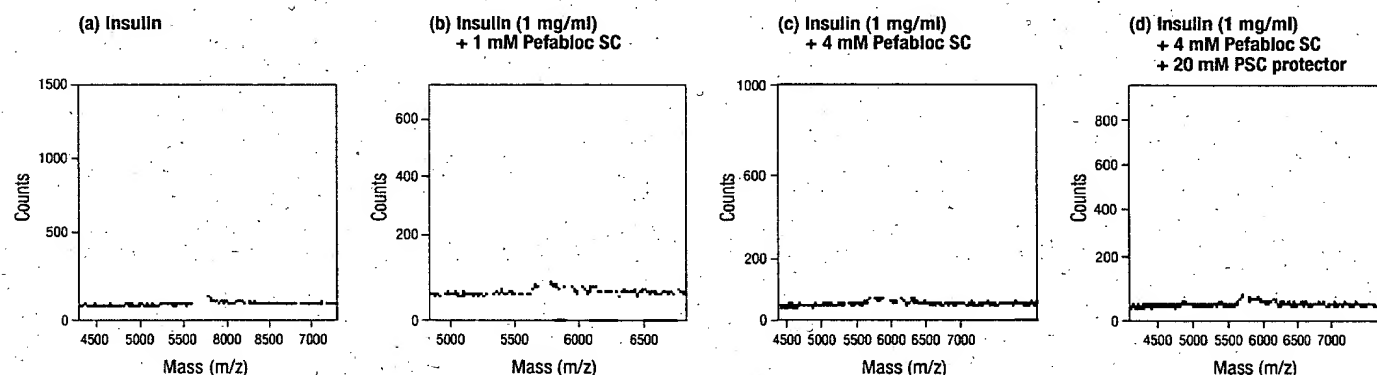 (a) Insulin
1500
1000
500
0
Counts
4500 5000 5500 8000 8500 7000
Mass (m/z)
(b) Insulin (1 mg/ml)
+ 1 mM Pefabloc SC
600
400
200
0
Counts
5000 5500 6000 6500
Mass (m/z)
(c) Insulin (1 mg/ml)
+ 4 mM Pefabloc SC
1000
600
200
0
Counts
4500 5000 5500 6000 6500 7000
Mass (m/z)
(d) Insulin (1 mg/ml)
+ 4 mM Pefabloc SC
+ 20 mM PSC protector
800
600
400
200
0
Counts
4500 5000 5500 6000 6500 7000
Mass (m/z)